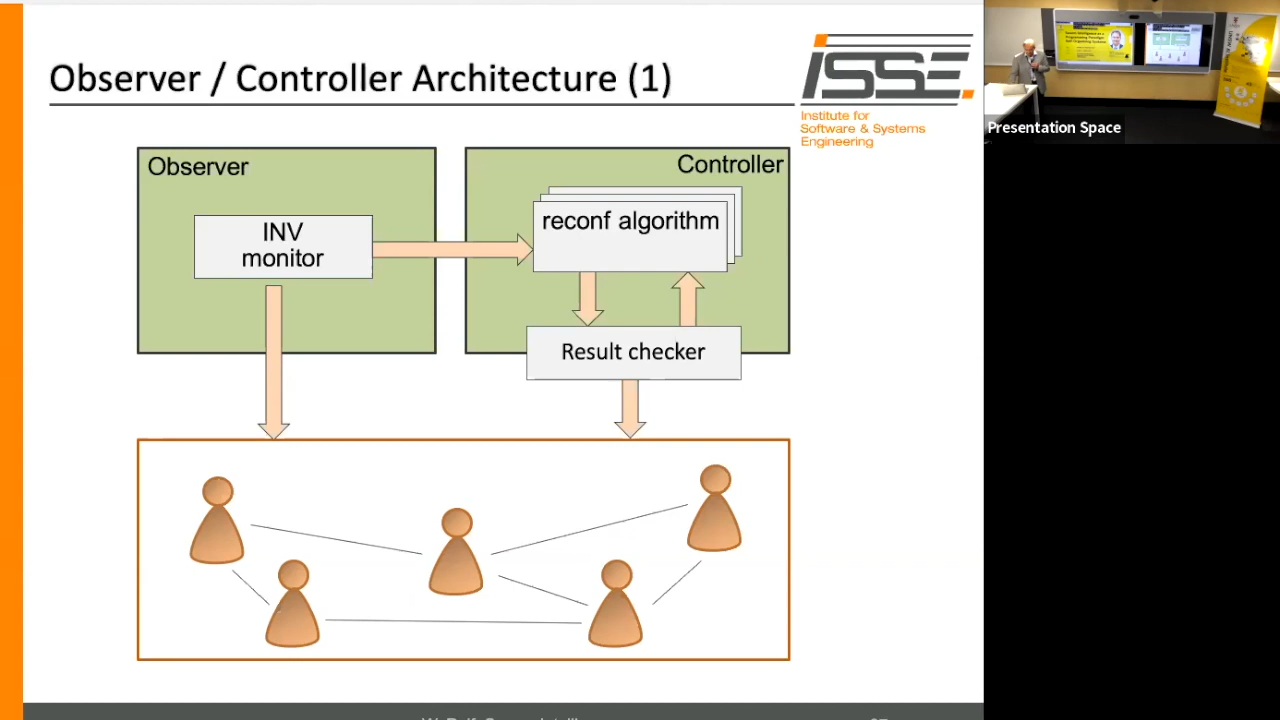 Observer / Controller Architecture (1)
ISSE
Institute for
Software & Systems
Engineering
Presentation Space
Observer
Controller
INV
monitor
reconf algorithm
Result checker